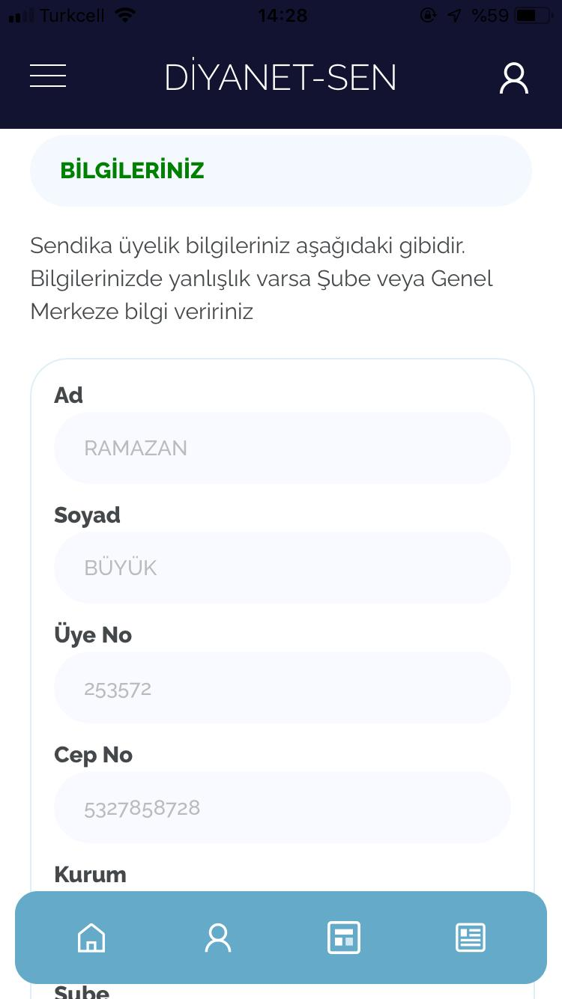 Turkcell 14:28 %59
DİYANET-SEN
BİLGİLERİNİZ
Sendika üyelik bilgileriniz aşağıdaki gibidir.
Bilgilerinizde yanlışlık varsa Şube veya Genel
Merkeze bilgi veririniz
Ad
RAMAZAN
Soyad
BÜYÜK
Üye No
253572
Cep No
5327858728
Kurum
Şube